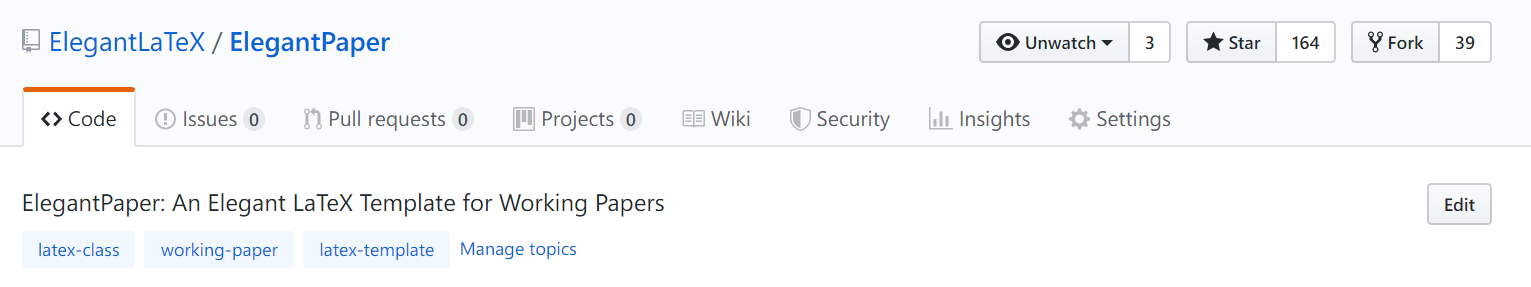 ElegantLaTeX / ElegantPaper Unwatch 3 Star 164 Fork 39
Code Issues 0 Pull requests 0 Projects 0 Wiki Security Insights Settings
ElegantPaper: An Elegant LaTeX Template for Working Papers Edit
latex-class working-paper latex-template Manage topics